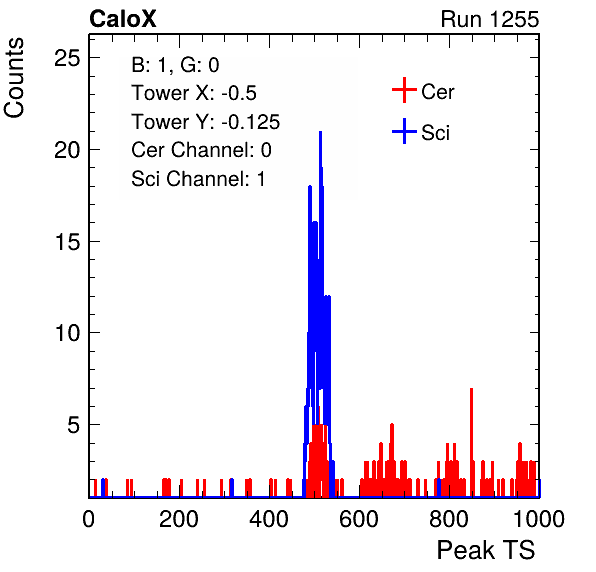 CaloX Run 1255
Counts
B: 1, G: 0
Tower X: -0.5
Tower Y: -0.125
Cer Channel: 0
Sci Channel: 1
Cer
Sci
25
20
15
10
5
0 200 400 600 800 1000
Peak TS